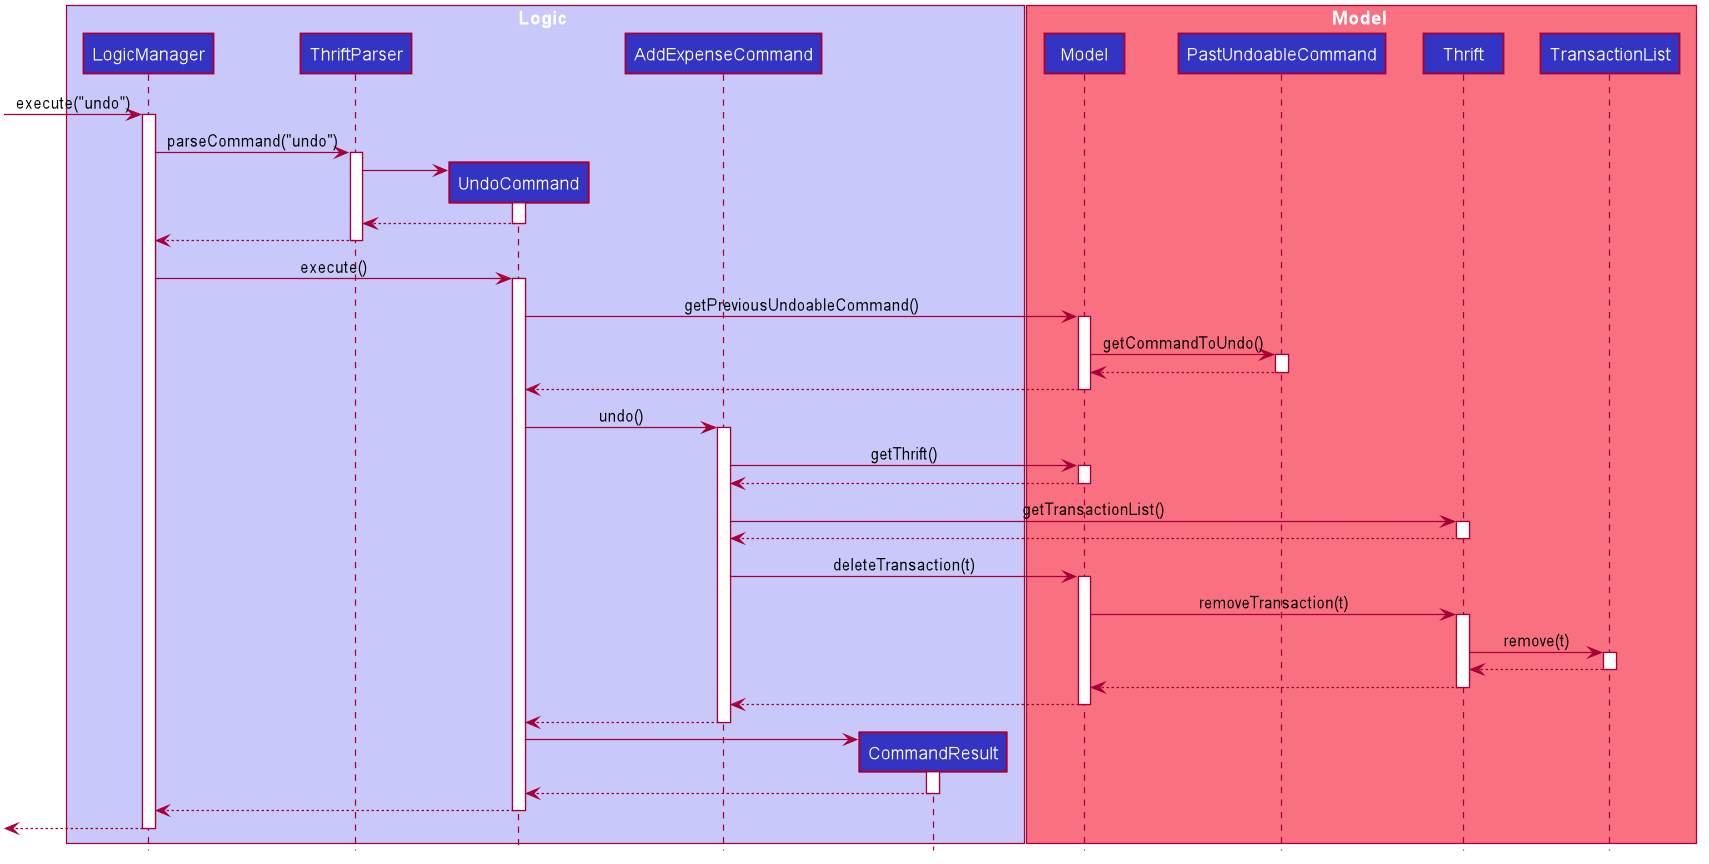 Logic
Model
LogicManager
ThriftParser
AddExpenseCommand
Model
PastUndoableCommand
Thrift
TransactionList
execute("undo")
parseCommand("undo")
UndoCommand
execute()
getPreviousUndoableCommand()
getCommandToUndo()
undo()
getThrift()
getTransactionList()
deleteTransaction(t)
removeTransaction(t)
remove(t)
CommandResult